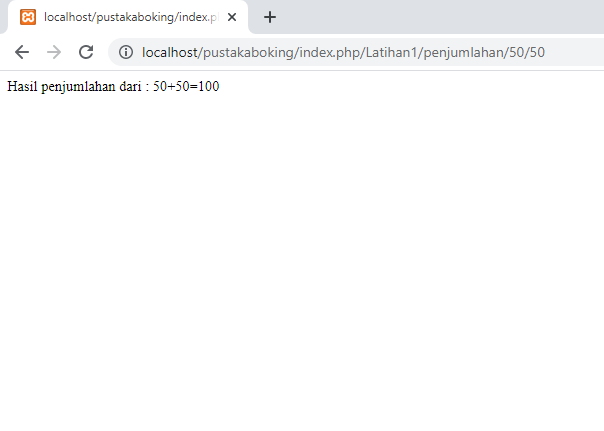 localhost/pustakaboking/index.p
localhost/pustakaboking/index.php/Latihan1/penjumlahan/50/50
Hasil penjumlahan dari : 50+50=100